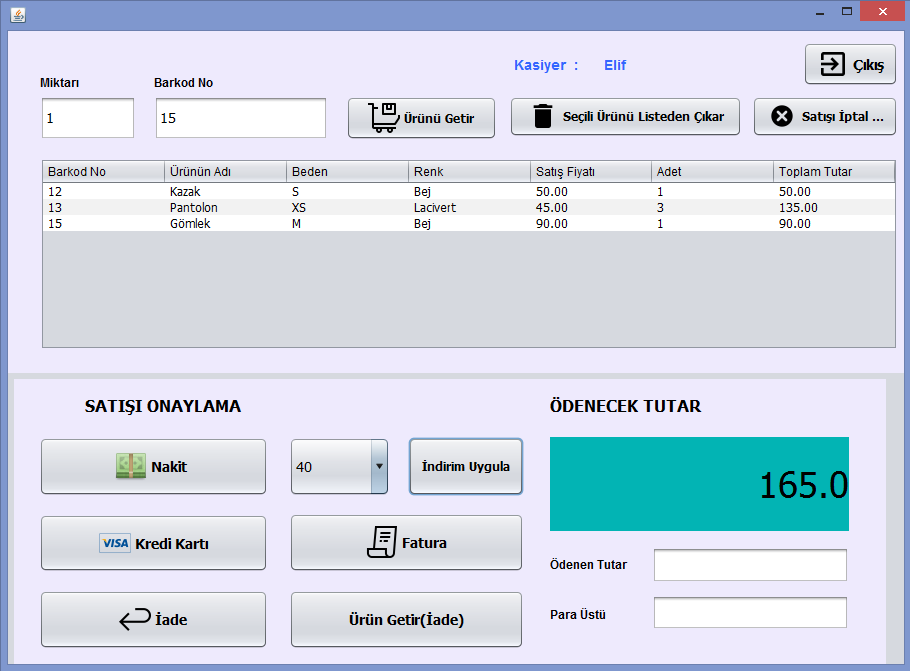 Kasiyer : Elif
Çıkış
Miktarı Barkod No
1 15 Ürünü Getir Seçili Ürünü Listeden Çıkar Satışı İptal ...
Barkod No Ürünün Adı Beden Renk Satış Fiyatı Adet Toplam Tutar
12 Kazak S Bej 50.00 1 50.00
13 Pantolon XS Lacivert 45.00 3 135.00
15 Gömlek M Bej 90.00 1 90.00
SATIŞI ONAYLAMA ÖDENECEK TUTAR
Nakit 40 İndirim Uygula 165.0
VISA Kredi Kartı Fatura
Ödenen Tutar
İade Ürün Getir(İade)
Para Üstü